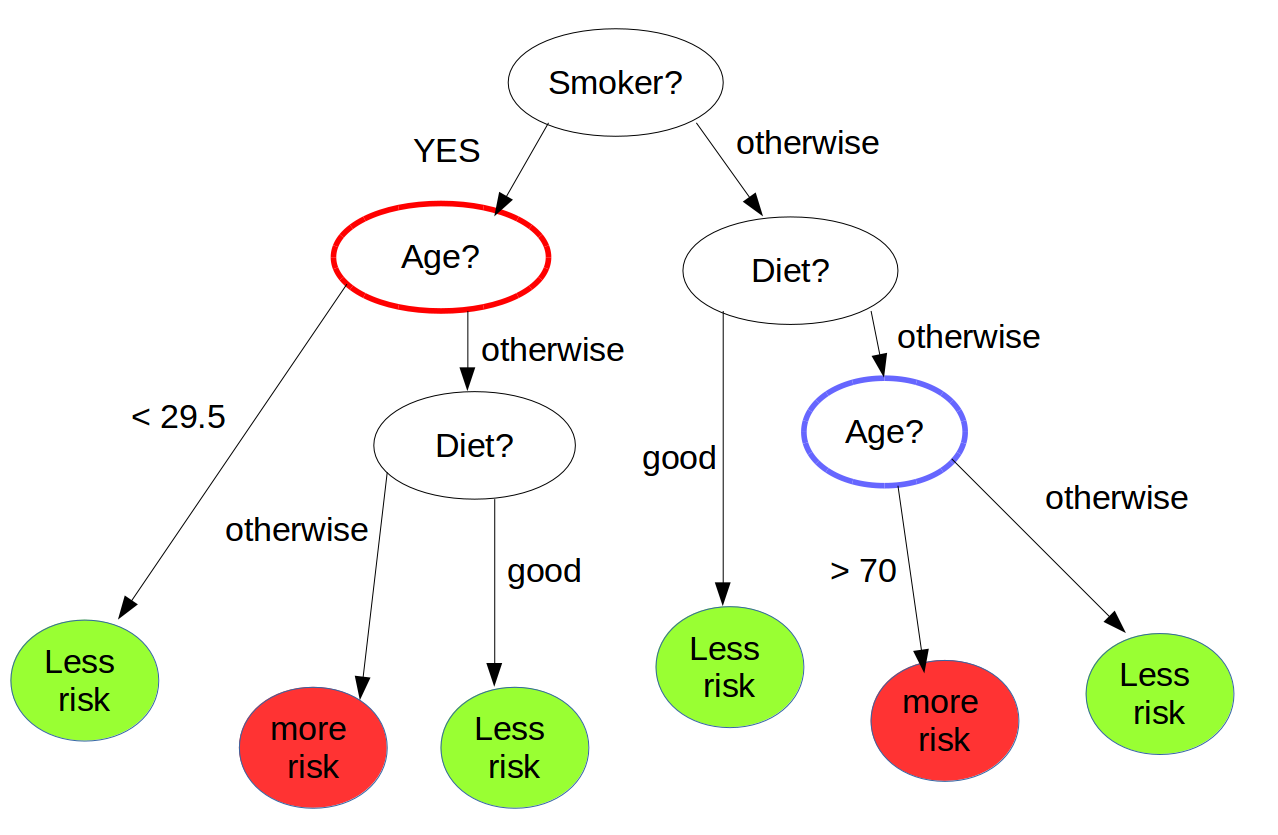 Smoker?
YES
otherwise
Age?
Diet?
otherwise
otherwise
< 29.5
Diet?
Age?
good
otherwise
otherwise
good
> 70
Less
risk
more
risk
Less
risk
Less
risk
more
risk
Less
risk